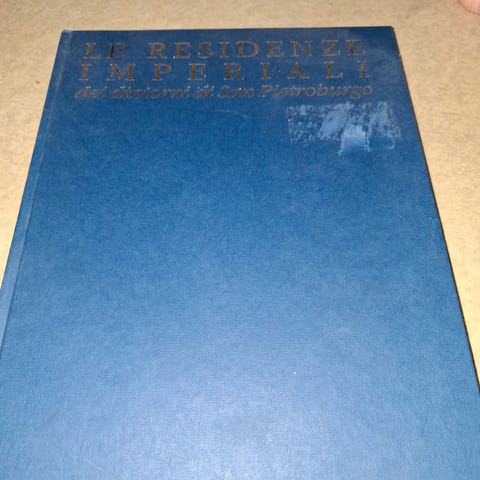 LE RESIDENZE
IMPERIALI
dei dintorni di San Pietroburgo